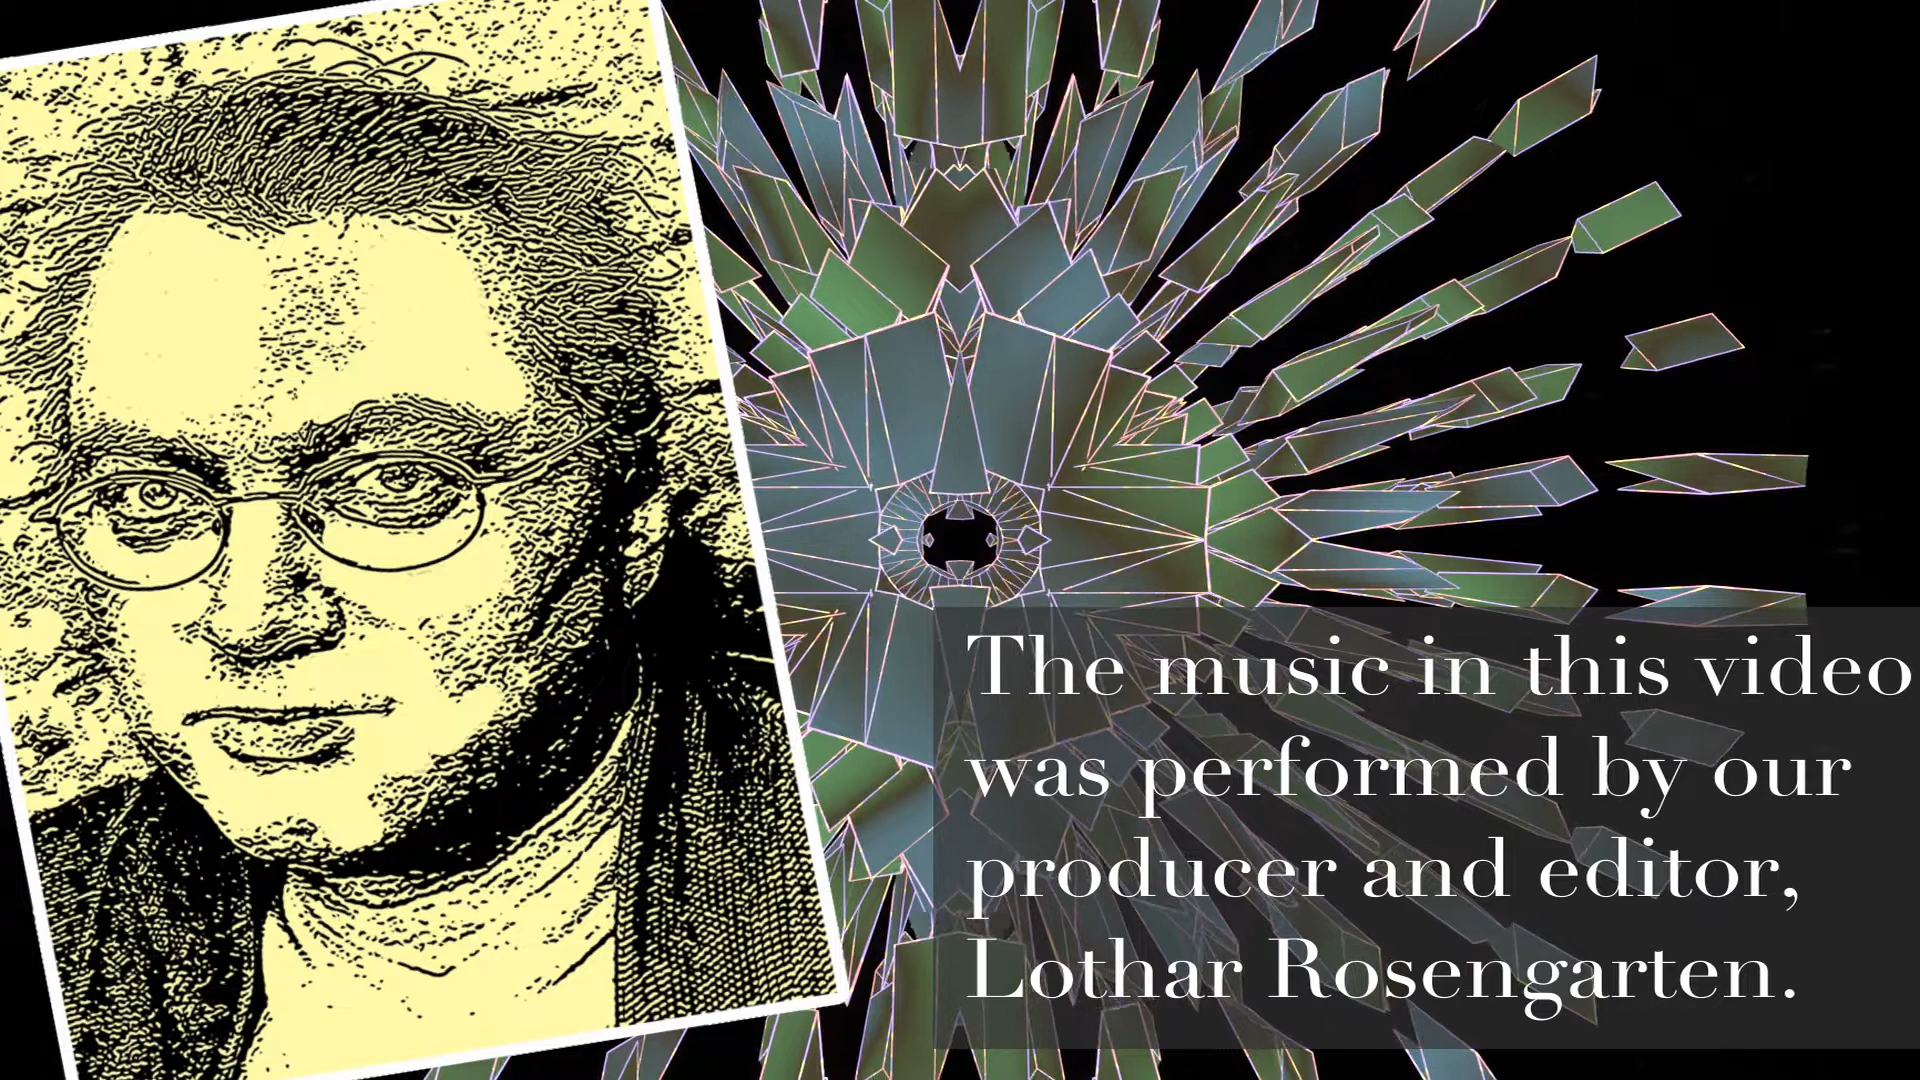 The music in this video
was performed by our
producer and editor,
Lothar Rosengarten.